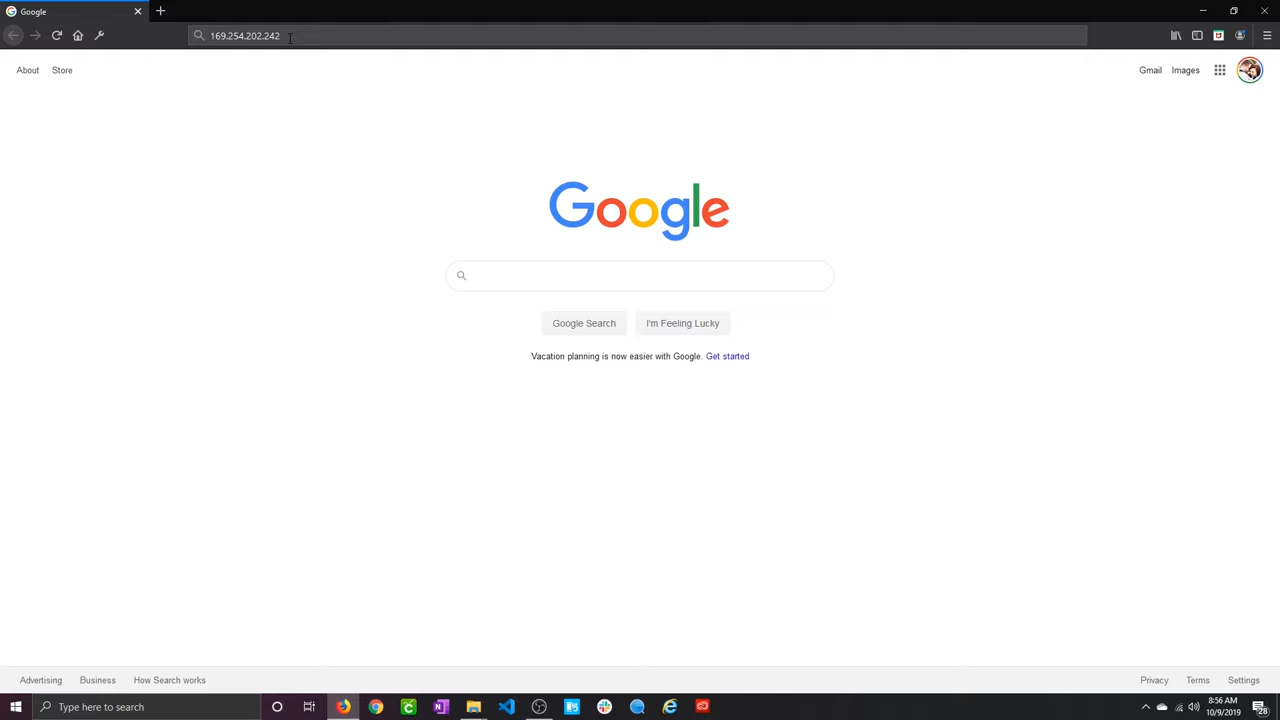 Google
169.254.202.242
About Store
Gmail Images
Google
Google Search I'm Feeling Lucky
Vacation planning is now easier with Google. Get started
Advertising Business How Search works
Privacy Terms Settings
Type here to search
8:56 AM
10/9/2019
28